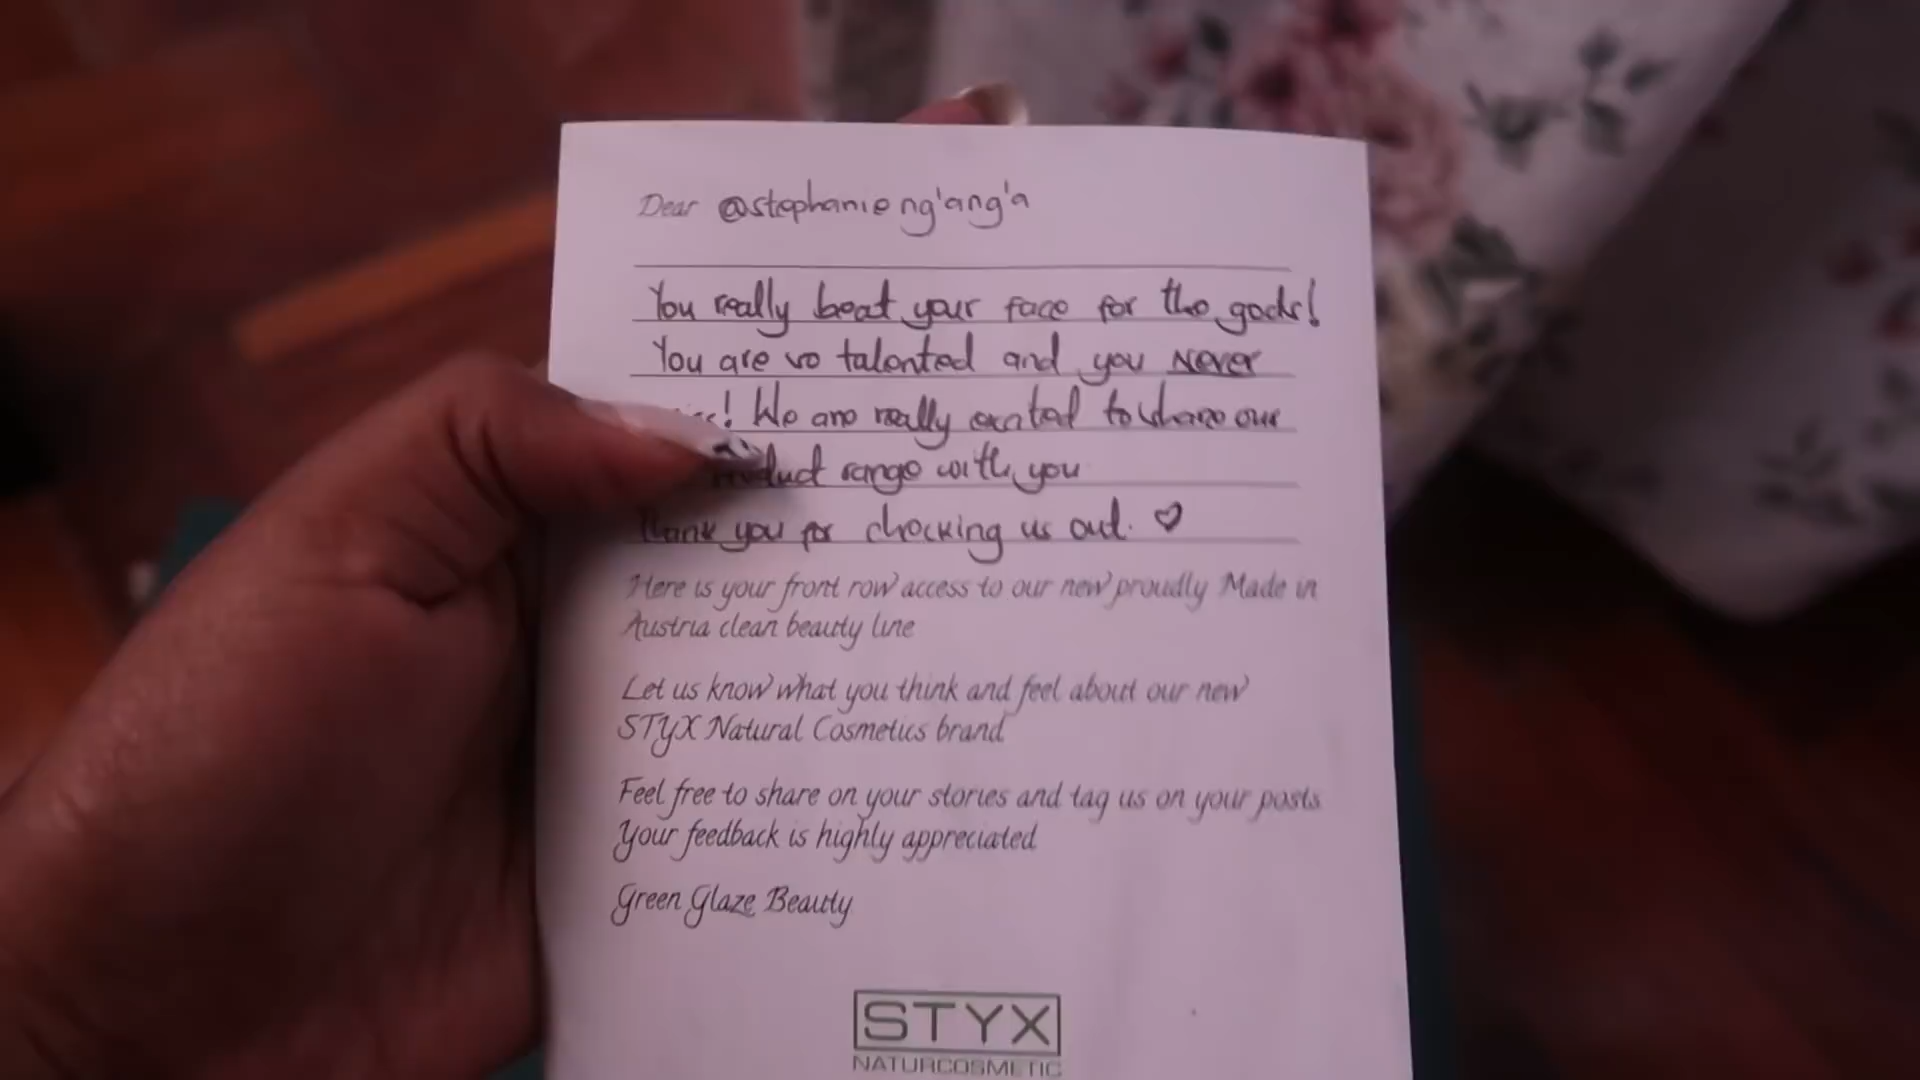 Dear @stephanie ng'ang'a
You really beat your face for the gods!
You are so talented and you NEVER
! We are really excited to share our
product range with you
Thank you for checking us out. ♡
Here is your front row access to our new proudly Made in
Austria clean beauty line
Let us know what you think and feel about our new
STYX Natural Cosmetics brand
Feel free to share on your stories and tag us on your posts
Your feedback is highly appreciated
Green Glaze Beauty
STYX
NATURCOSMETIC